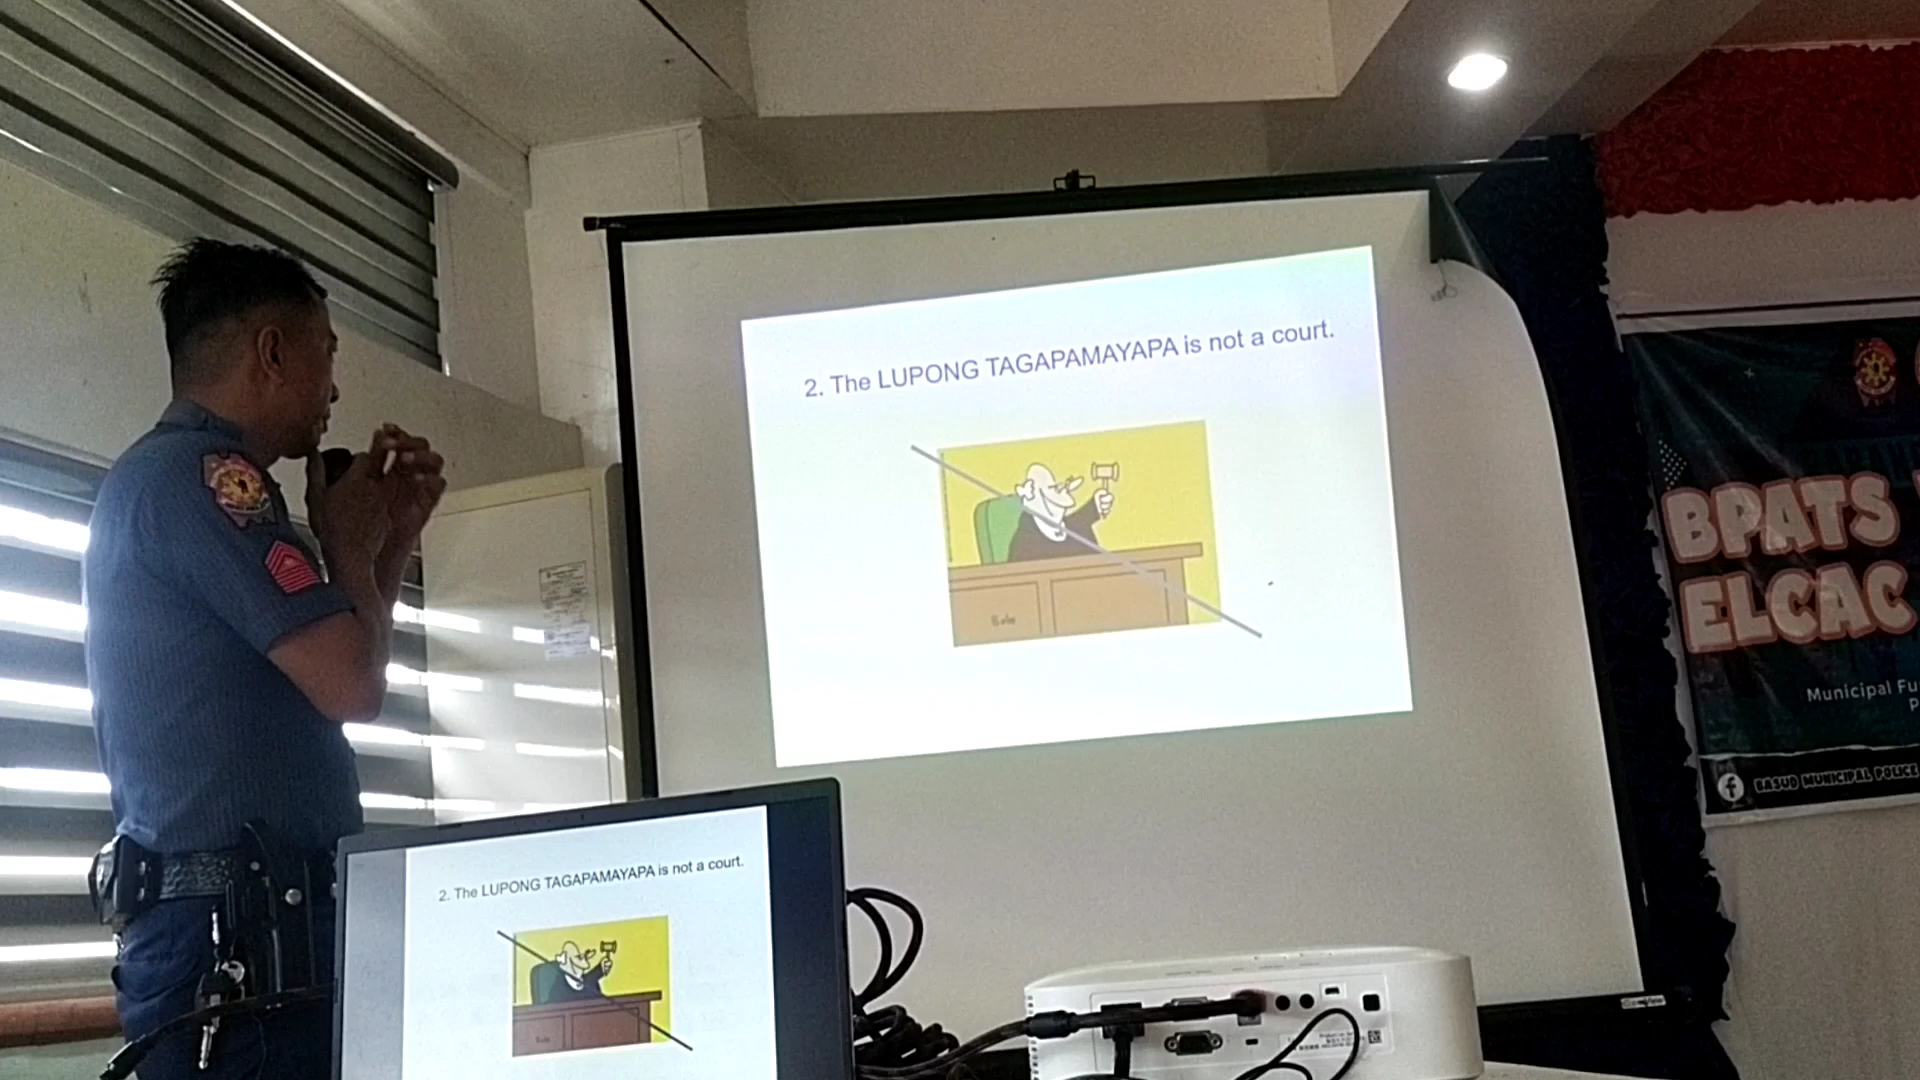 2. The LUPONG TAGAPAMAYAPA is not a court.
BPATS
ELCAC
Municipal Fu
P
BASUD MUNICIPAL POLICE
2. The LUPONG TAGAPAMAYAPA is not a court.